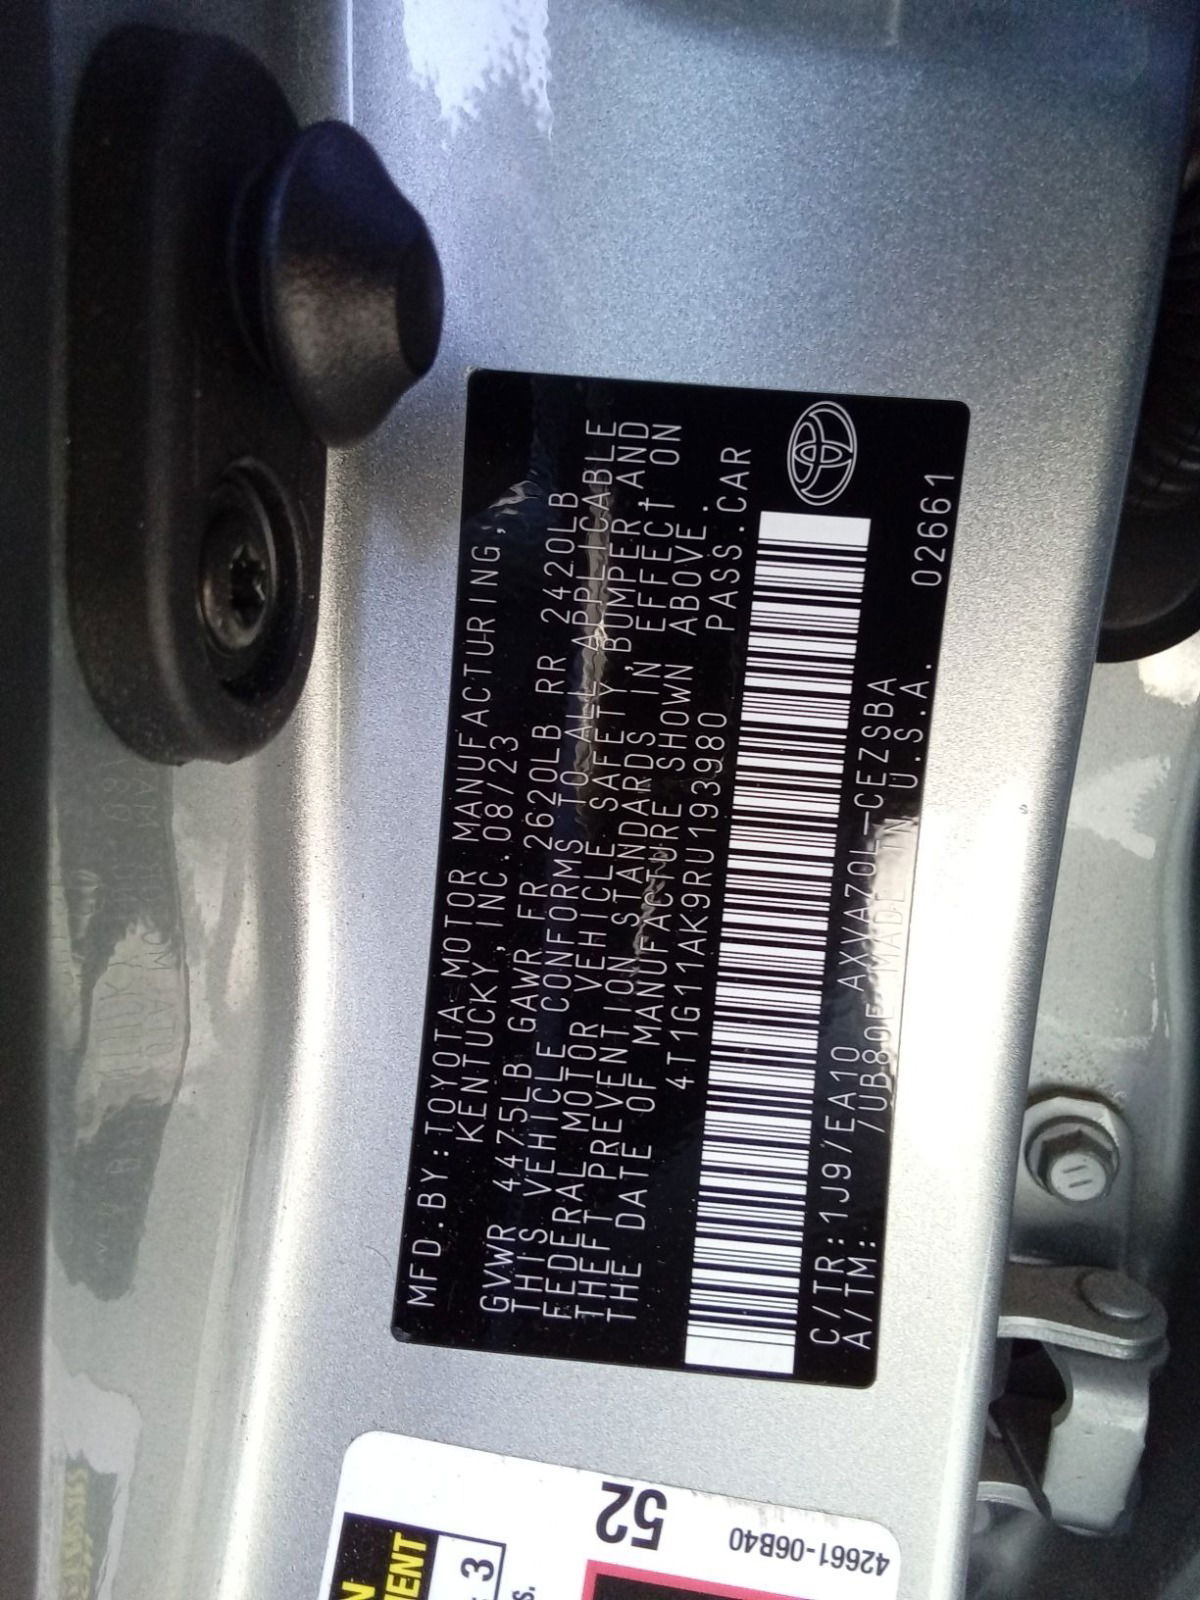 MFD.BY:TOYOTA MOTOR MANUFACTURING,
KENTUCKY,INC.08/23
GVWR 4475LB GAWR FR 2620LB RR 2420LB
THIS VEHICLE CONFORMS TO ALL APPLICABLE
FEDERAL MOTOR VEHICLE SAFETY,BUMPER,AND
THEFT PREVENTION STANDARDS IN EFFECT ON
THE DATE OF MANUFACTURE SHOWN ABOVE.
4T1G11AK9RU193980 PASS.CAR
C/TR:1J9/EA10 AXVA70L-CEZSBA
A/TM: /UB80E MADE IN U.S.A. 02661
52
42661-06B40
3